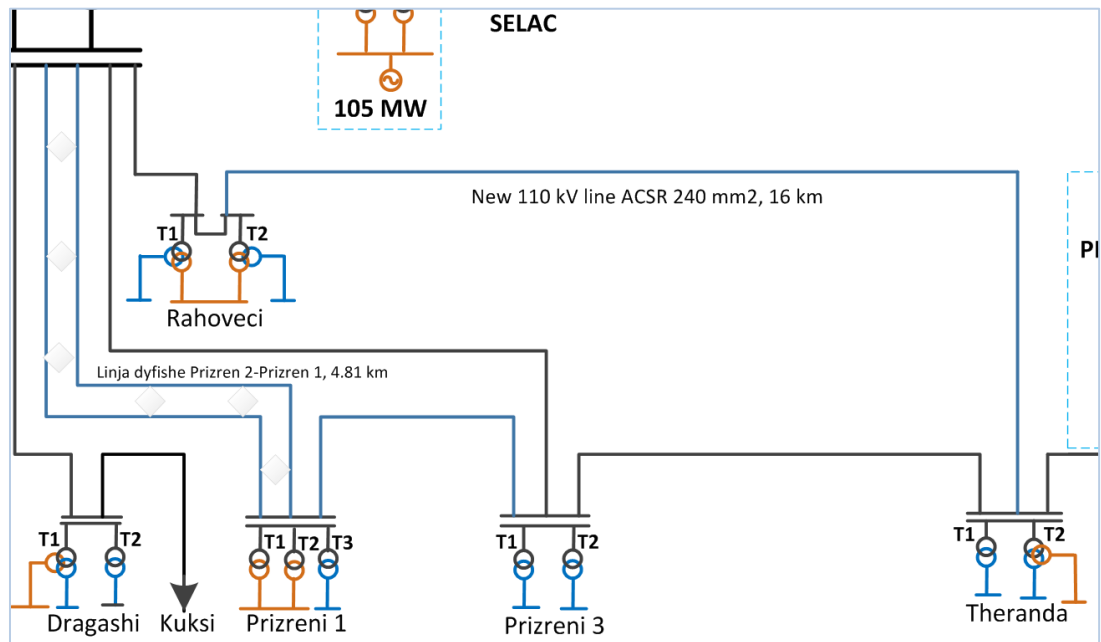 SELAC
105 MW
New 110 kV line ACSR 240 mm2, 16 km
T1 T2
Rahoveci
Linja dyfishe Prizren 2-Prizren 1, 4.81 km
T1 T2
Dragashi
Kuksi
T1 T2 T3
Prizreni 1
T1 T2
Prizreni 3
T1 T2
Theranda